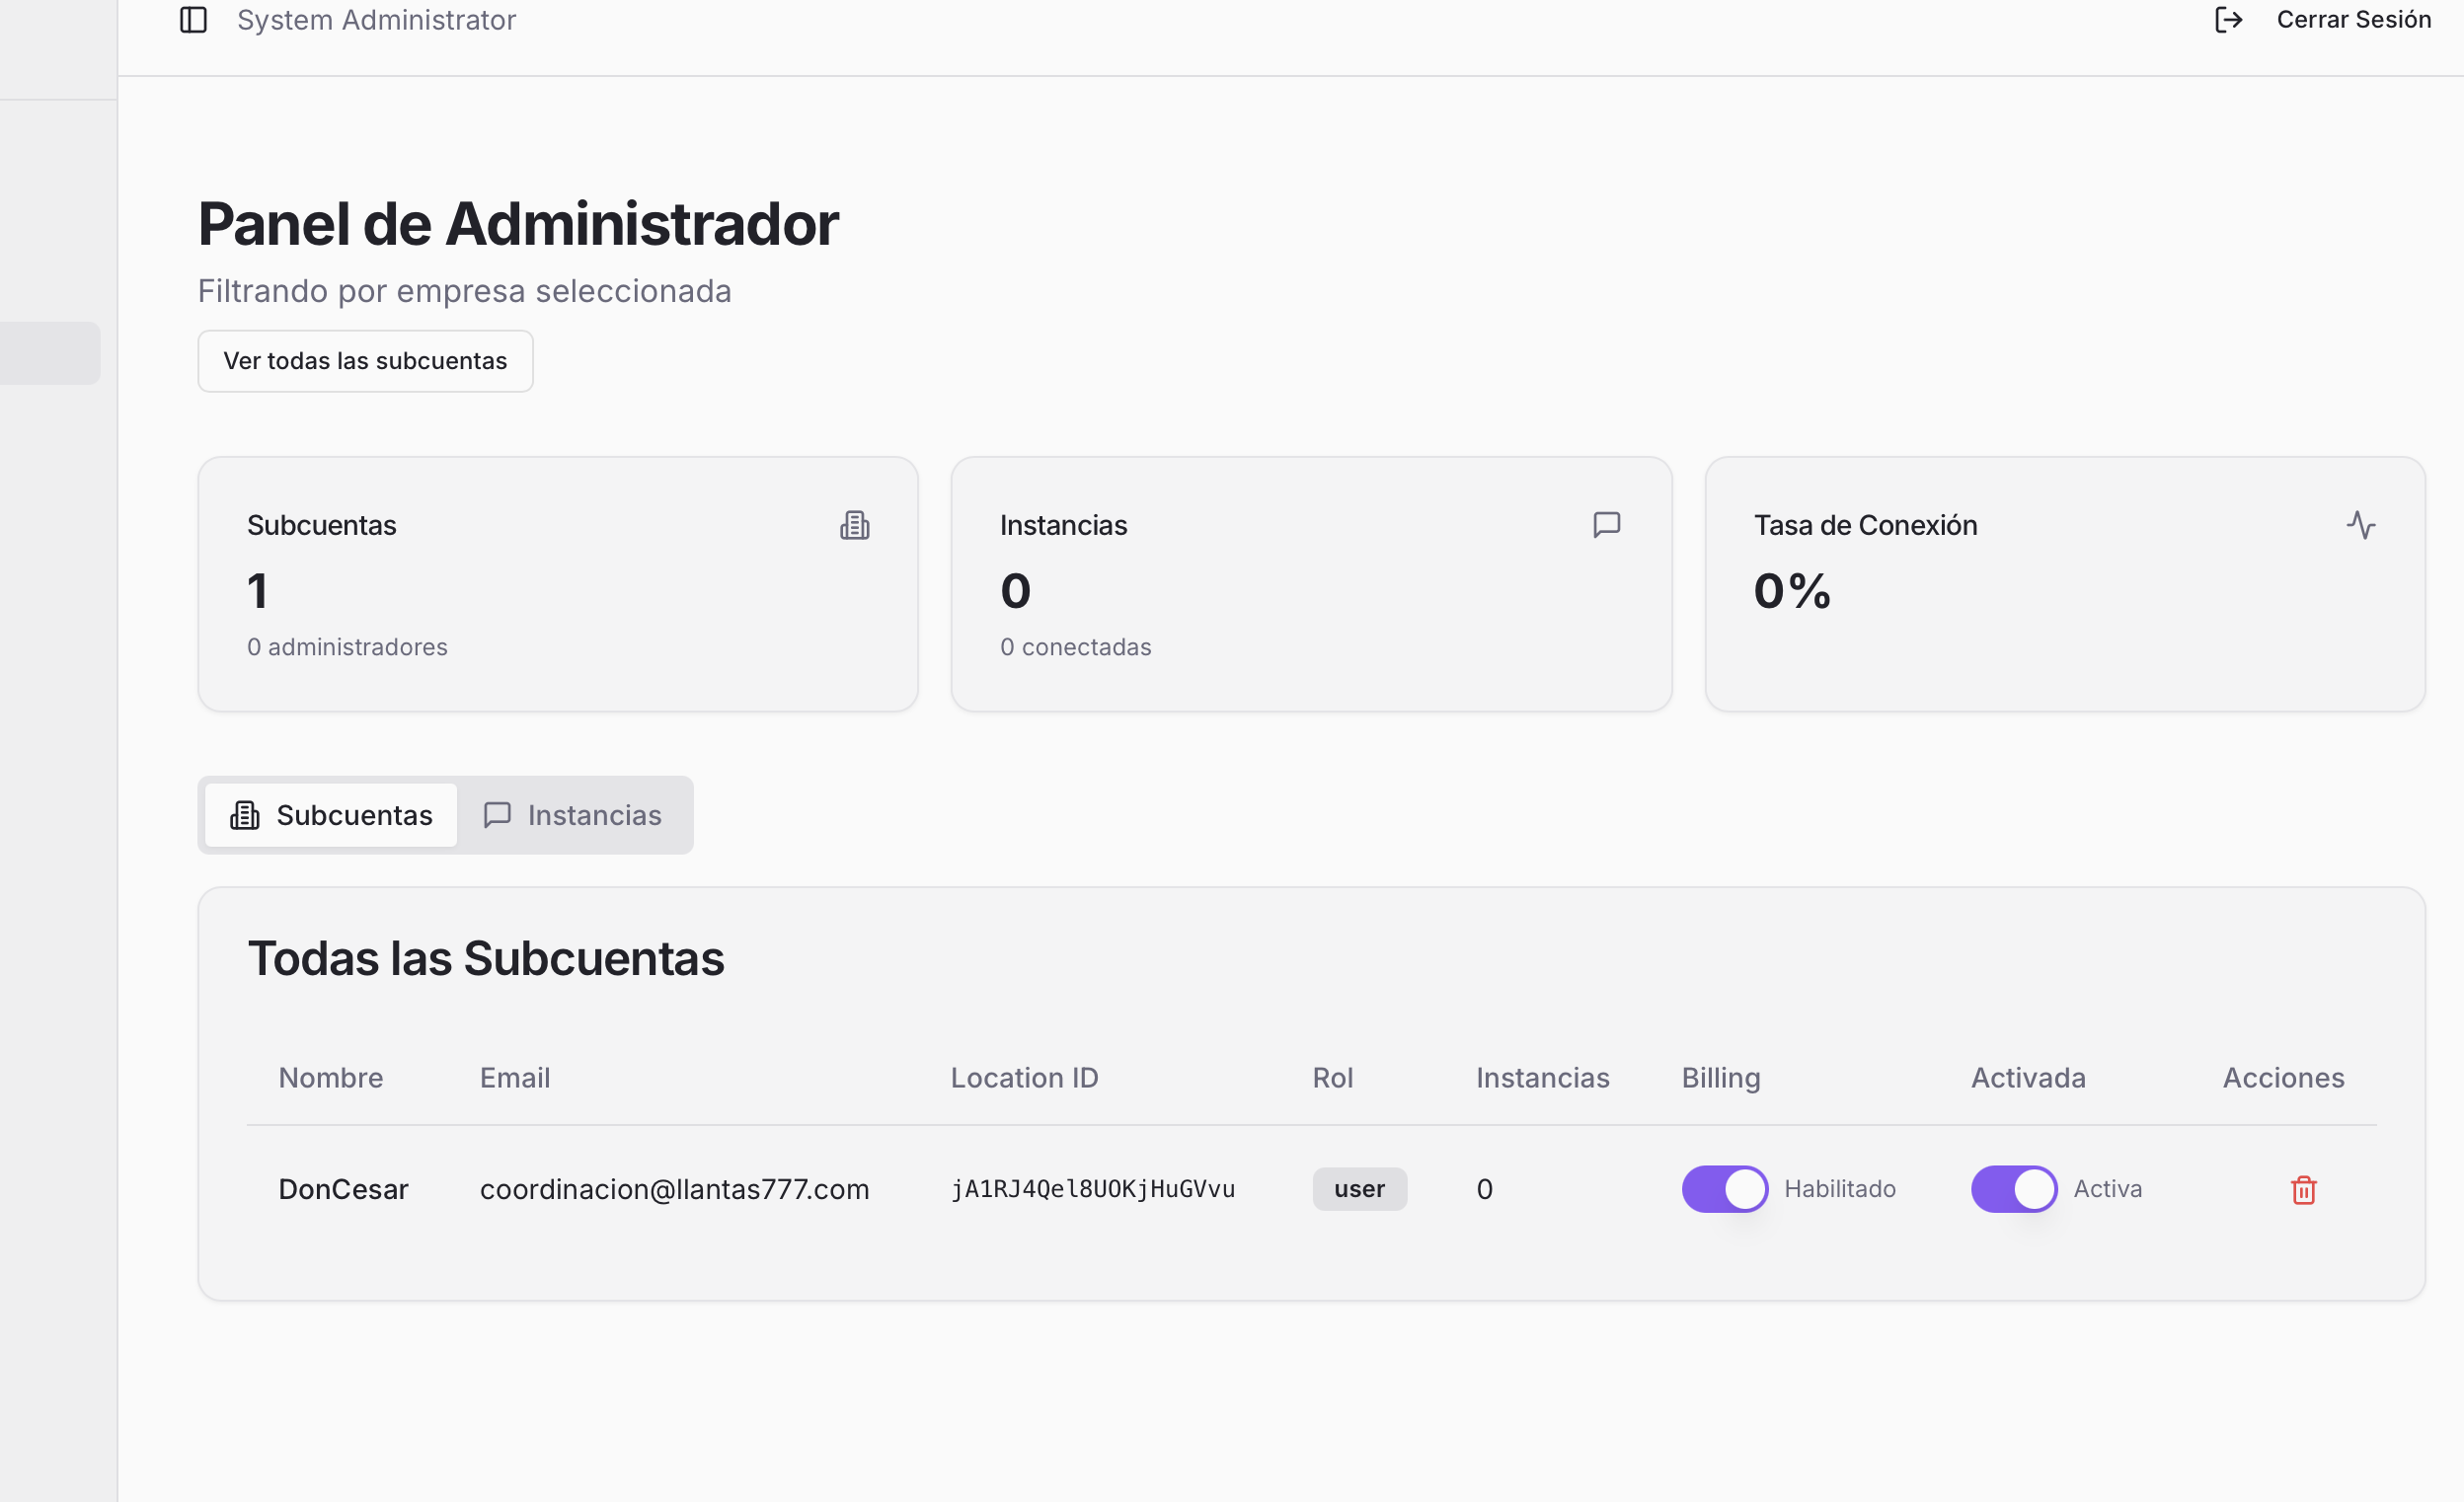 System Administrator
Cerrar Sesión
Panel de Administrador
Filtrando por empresa seleccionada
Ver todas las subcuentas
Subcuentas
1
0 administradores
Instancias
0
0 conectadas
Tasa de Conexión
0%
Subcuentas Instancias
Todas las Subcuentas
Nombre Email Location ID Rol Instancias Billing Activada Acciones
DonCesar coordinacion@llantas777.com jA1RJ4Qel8UOKjHuGVvu user 0 Habilitado Activa